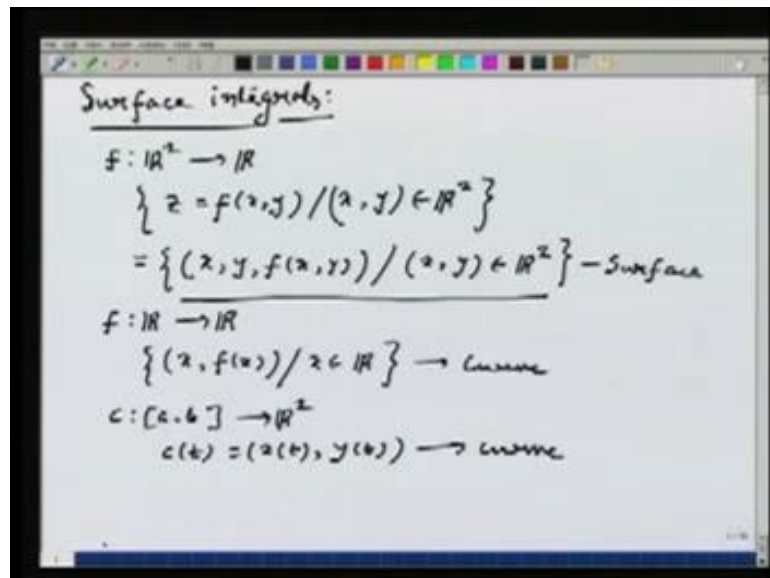 Surface integrals:
f : ℝ² → ℝ
{ z = f(x,y) / (x,y) ∈ ℝ² }
= { (x, y, f(x,y)) / (x,y) ∈ ℝ² } – Surface
f : ℝ → ℝ
{ (x, f(x)) / x ∈ ℝ } → curve
c : [a.b] → ℝ²
c(t) = (x(t), y(t)) → curve